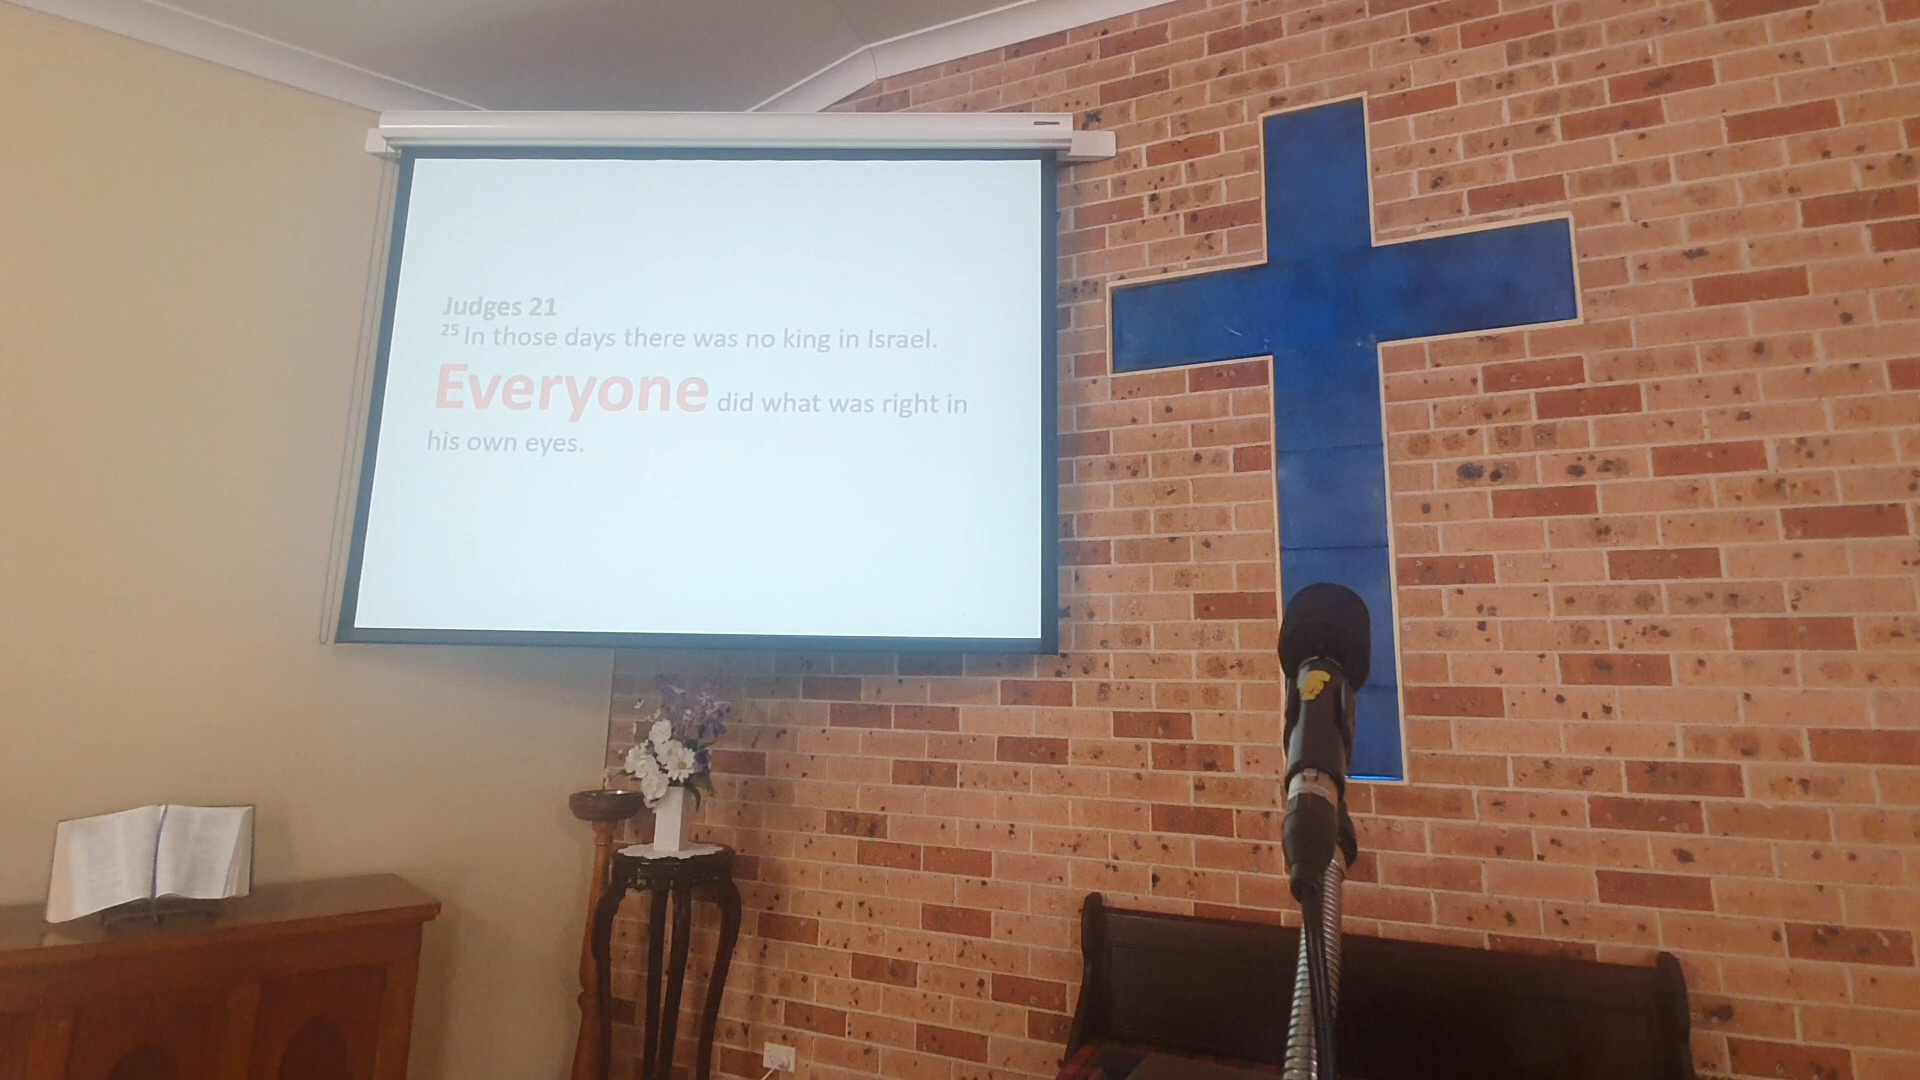 Judges 21
25 In those days there was no king in Israel.
Everyone did what was right in
his own eyes.